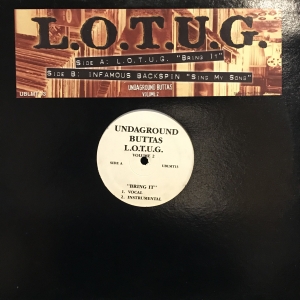 L.O.T.U.G.
SIDE A: L.O.T.U.G. "BRING IT"
SIDE B: INFAMOUS BACKSPIN "SING MY SONG"
UNDAGROUND BUTTAS
VOLUME 2
UNDAGROUND
BUTTAS
L.O.T.U.G.
VOLUME 2
SIDE A
"BRING IT"
1. VOCAL
2. INSTRUMENTAL